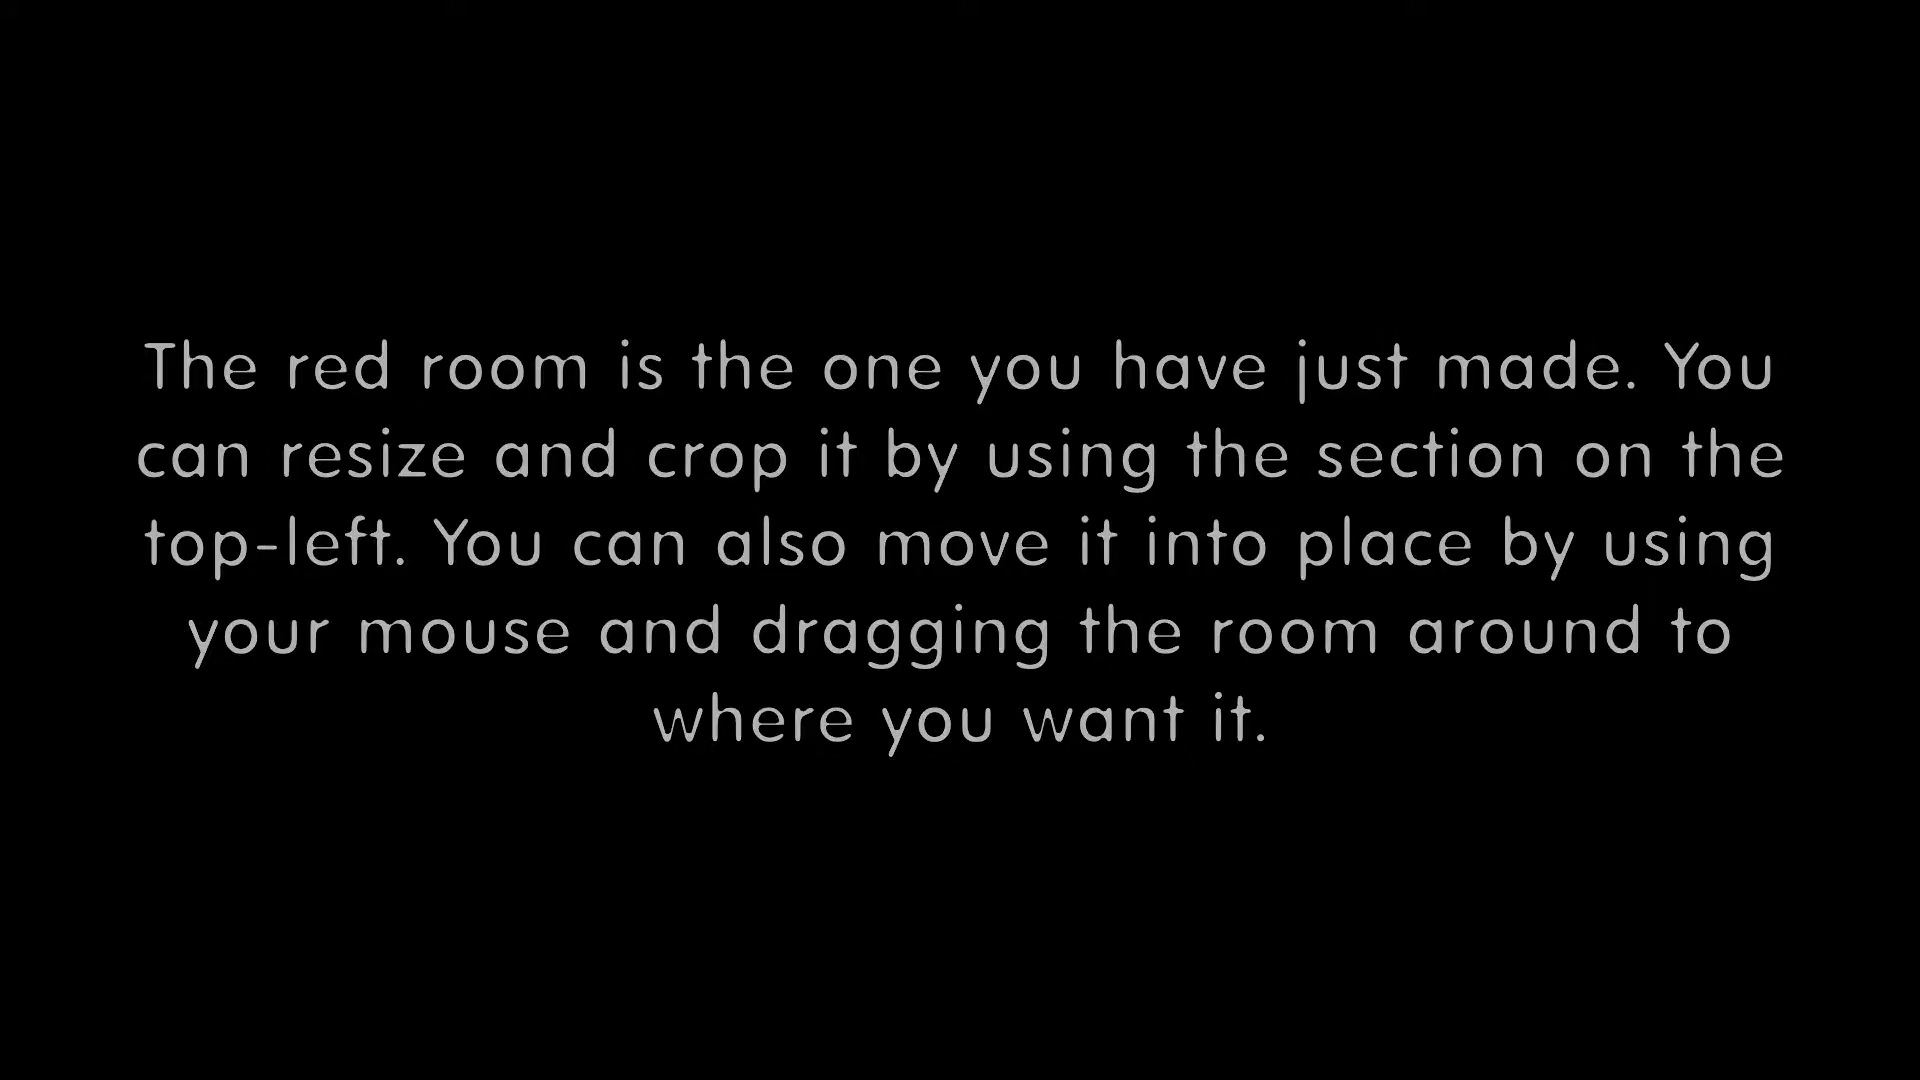 The red room is the one you have just made. You
can resize and crop it by using the section on the
top-left. You can also move it into place by using
your mouse and dragging the room around to
where you want it.